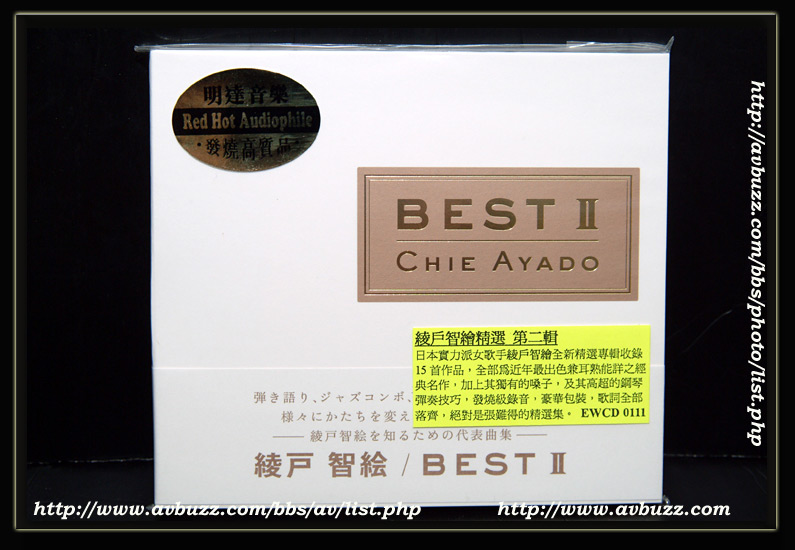 明達音樂
Red Hot Audiophile
·發燒高質品·
BEST II
CHIE AYADO
綾戶智繪精選 第二輯
日本實力派女歌手綾戶智繪全新精選專輯收錄
15首作品，全部爲近年最出色兼耳熟能詳之經
典名作，加上其獨有的嗓子，及其高超的鋼琴
彈奏技巧，發燒級錄音，豪華包裝，歌詞全部
落齊，絕對是張難得的精選集。 EWCD 0111
弾き語り、ジャズコンボ、
様々にかたちを変え
綾戸智絵を知るための代表曲集
綾戸 智絵 / BEST II
http://avbuzz.com/bbs/photo/list.php
http://www.avbuzz.com/bbs/av/list.php
http://www.avbuzz.com